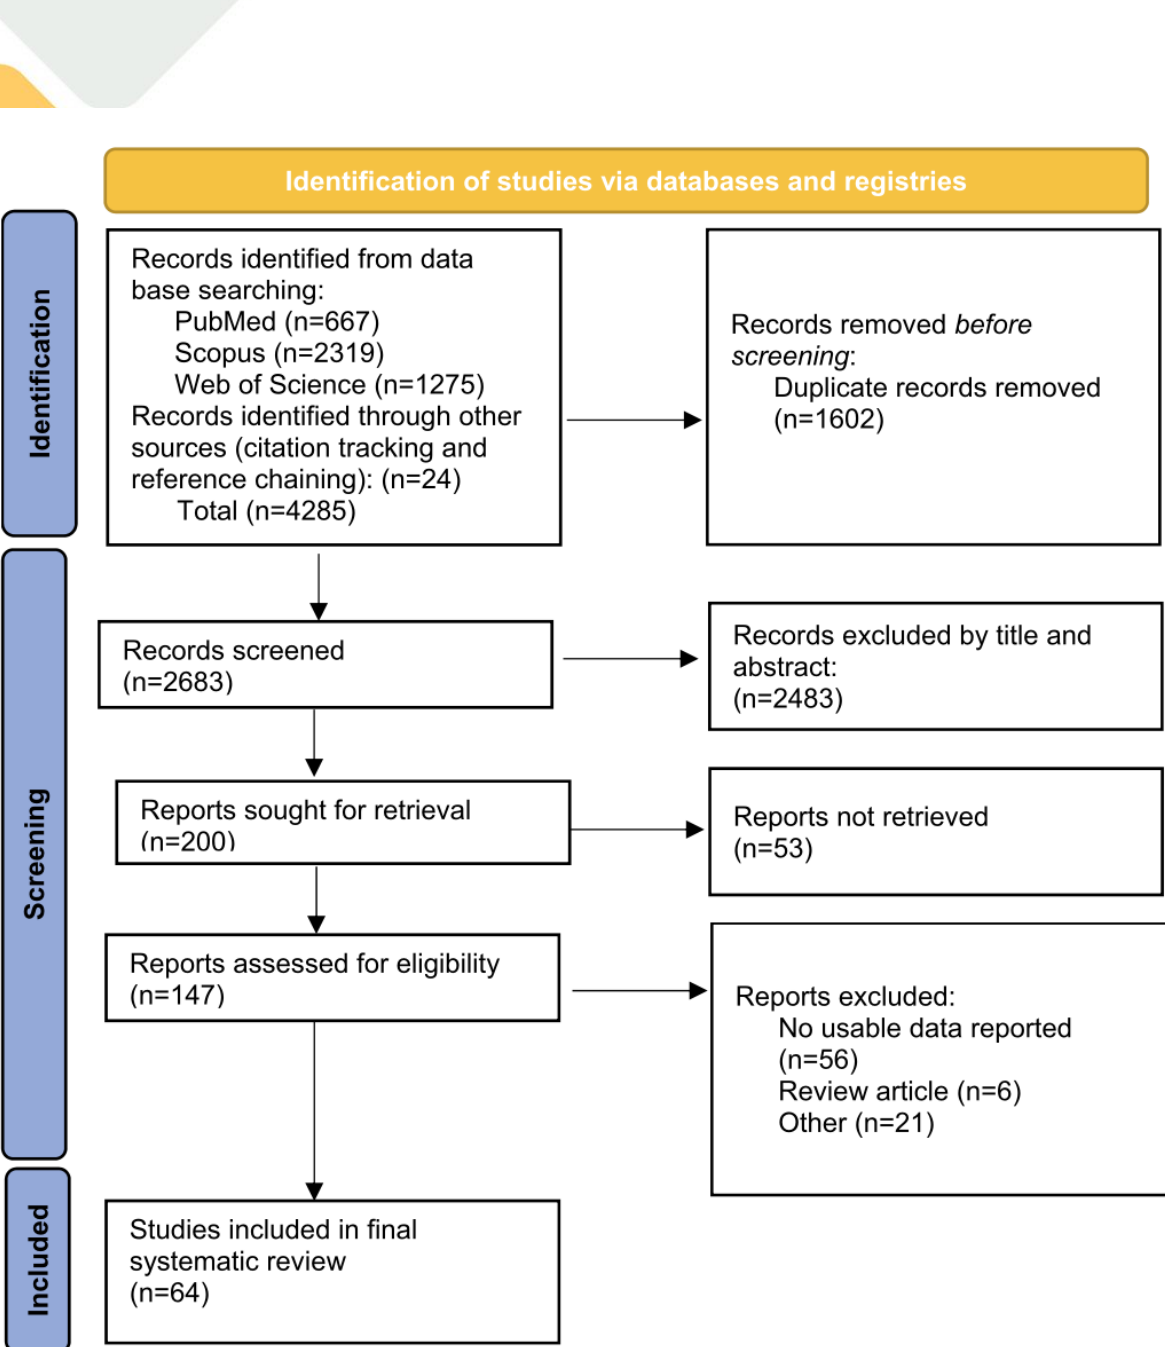 Identification of studies via databases and registries
Identification
Records identified from data
base searching:
PubMed (n=667)
Scopus (n=2319)
Web of Science (n=1275)
Records identified through other
sources (citation tracking and
reference chaining): (n=24)
Total (n=4285)
Records removed before
screening:
Duplicate records removed
(n=1602)
Screening
Records screened
(n=2683)
Records excluded by title and
abstract:
(n=2483)
Reports sought for retrieval
(n=200)
Reports not retrieved
(n=53)
Reports assessed for eligibility
(n=147)
Reports excluded:
No usable data reported
(n=56)
Review article (n=6)
Other (n=21)
Included
Studies included in final
systematic review
(n=64)